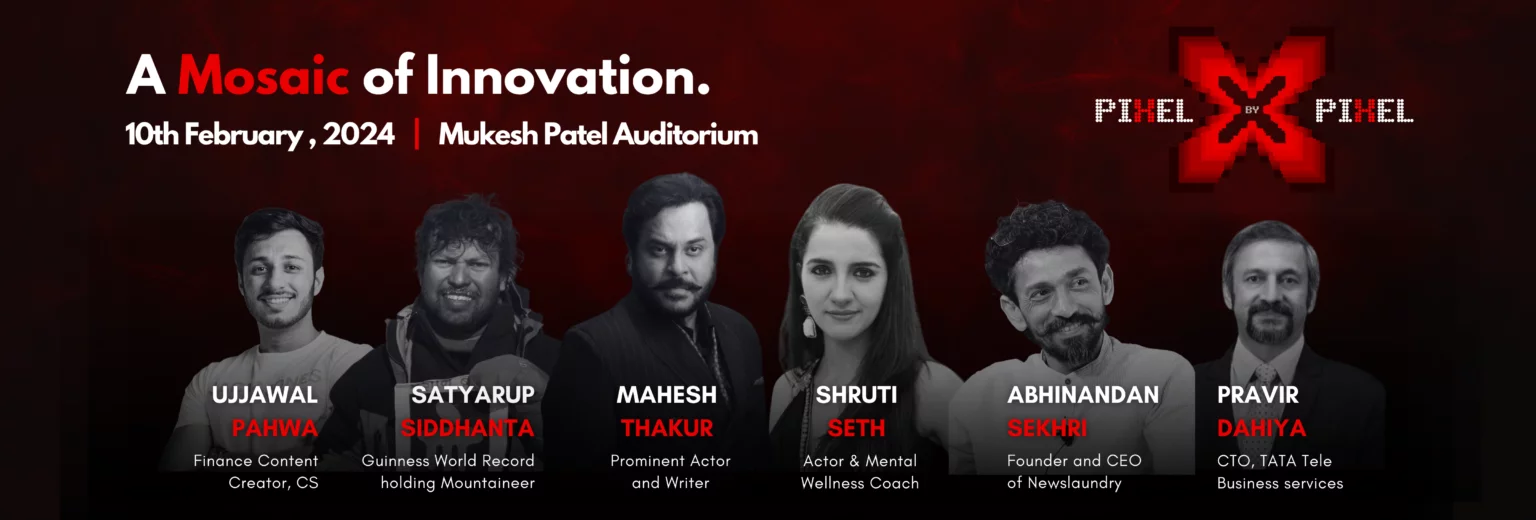 A Mosaic of Innovation.
10th February , 2024 | Mukesh Patel Auditorium
PIXEL BY PIXEL
UJJAWAL
PAHWA
Finance Content
Creator, CS
SATYARUP
SIDDHANTA
Guinness World Record
holding Mountaineer
MAHESH
THAKUR
Prominent Actor
and Writer
SHRUTI
SETH
Actor & Mental
Wellness Coach
ABHINANDAN
SEKHRI
Founder and CEO
of Newslaundry
PRAVIR
DAHIYA
CTO, TATA Tele
Business services